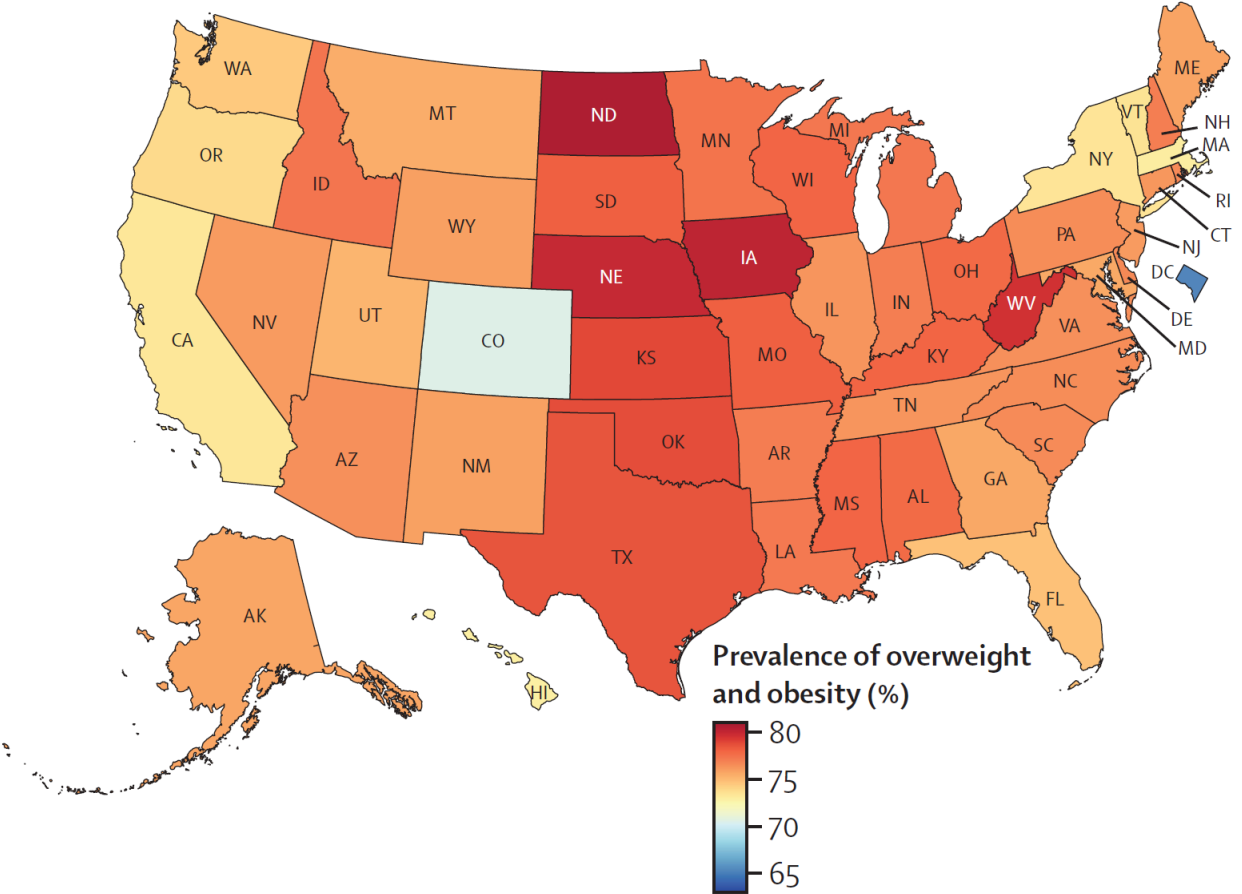 WA
MT
ND
MN
MI
ME
VT
NH
MA
OR
ID
WY
SD
WI
NY
RI
CT
NJ
PA
DC
DE
MD
CA
NV
UT
CO
NE
IA
IL
IN
OH
WV
VA
KS
MO
KY
NC
TN
AZ
NM
OK
AR
SC
MS
AL
GA
TX
LA
FL
AK
HI
Prevalence of overweight
and obesity (%)
80
75
70
65